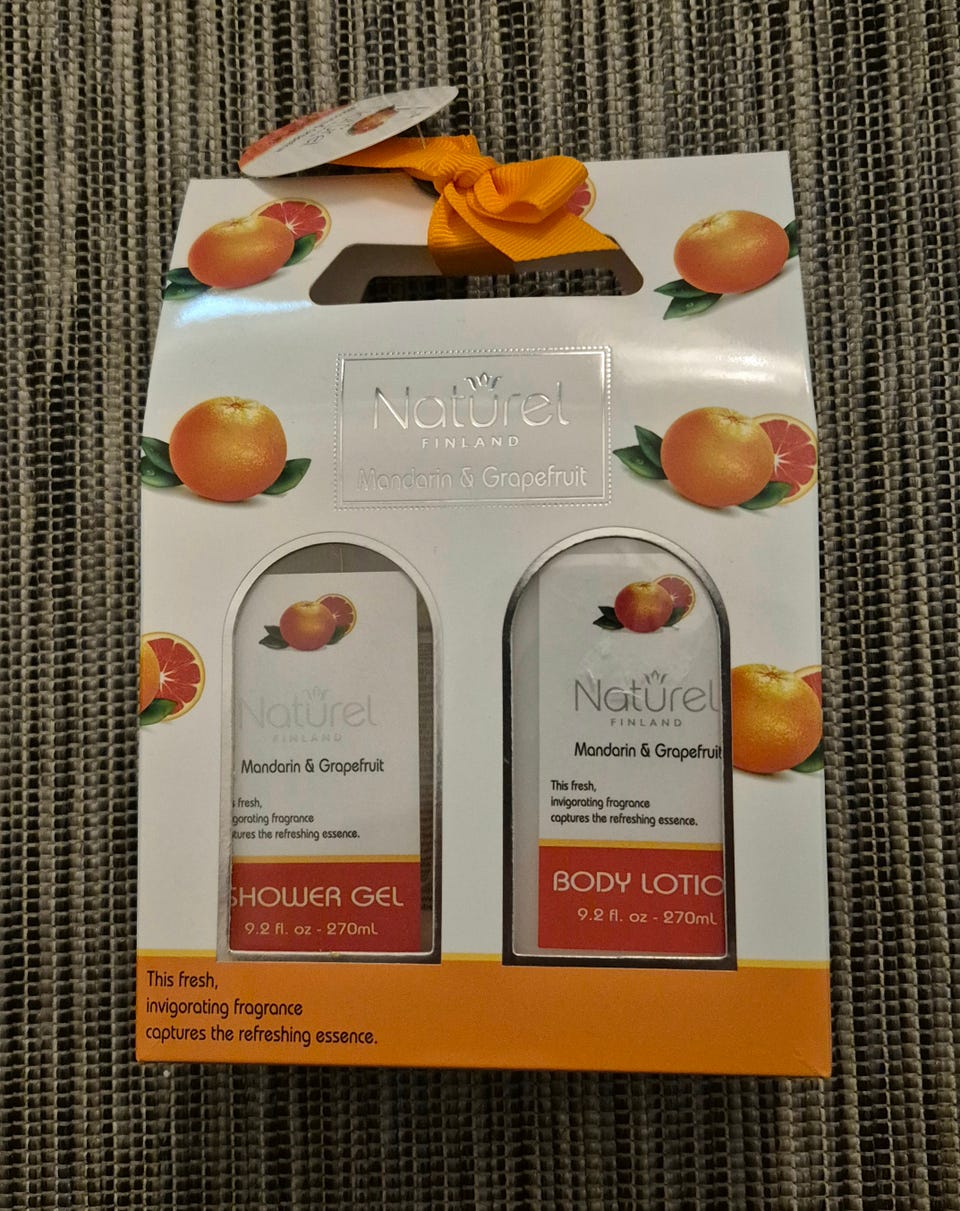 Naturel
FINLAND
Mandarin & Grapefruit
Naturel
FINLAND
Mandarin & Grapefruit
fresh,
gorating fragrance
tures the refreshing essence.
SHOWER GEL
9.2 fl. oz - 270mL
Naturel
FINLAND
Mandarin & Grapefruit
This fresh,
invigorating fragrance
captures the refreshing essence.
BODY LOTIO
9.2 fl. oz - 270mL
This fresh,
invigorating fragrance
captures the refreshing essence.